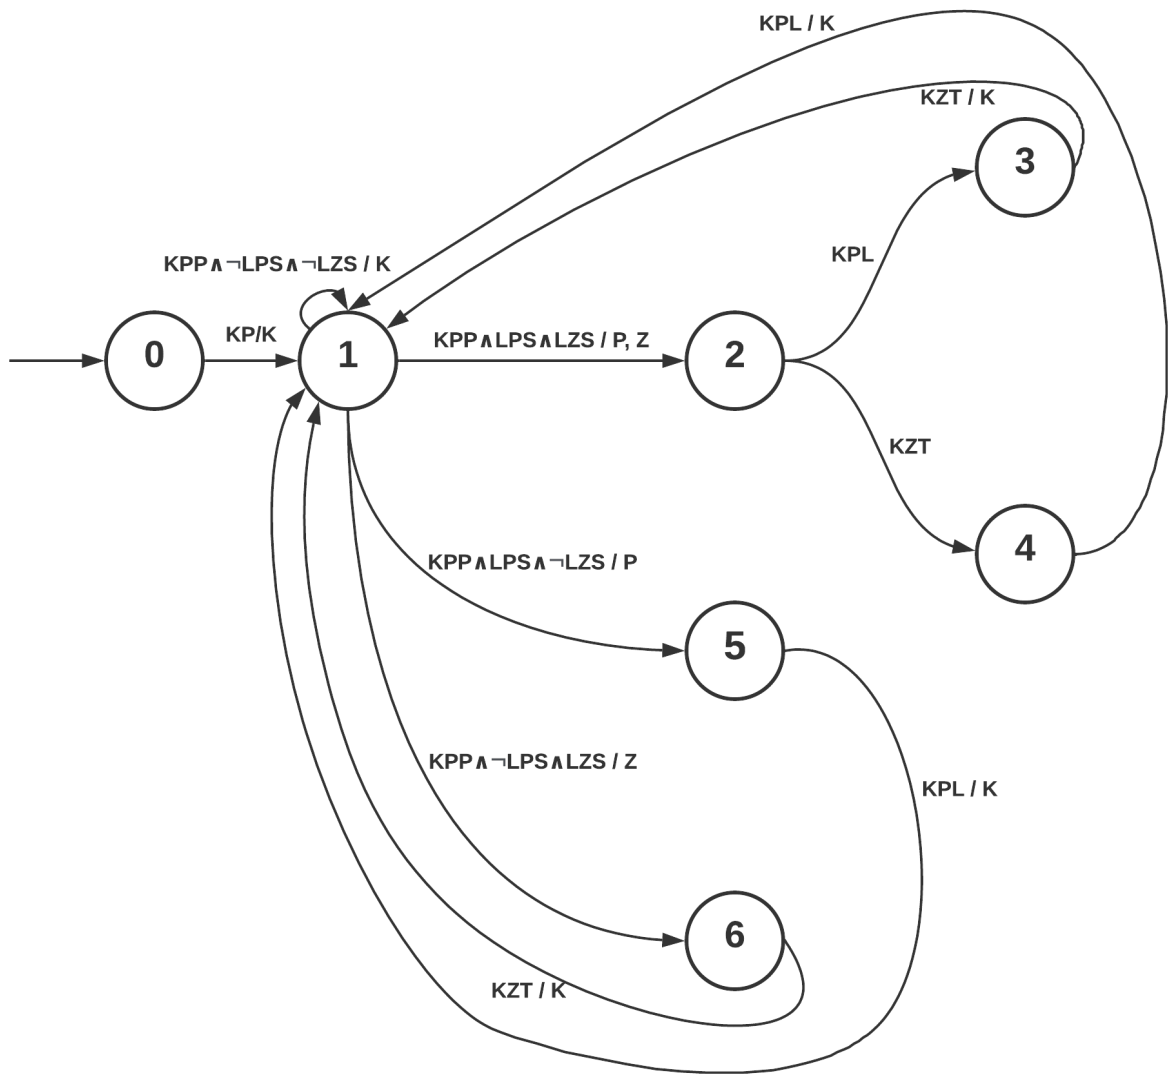 KPL / K
KZT / K
3
KPL
KPP∧¬LPS∧¬LZS / K
KP/K
KPP∧LPS∧LZS / P, Z
0
1
2
KZT
4
KPP∧LPS∧¬LZS / P
5
KPP∧¬LPS∧LZS / Z
KPL / K
6
KZT / K